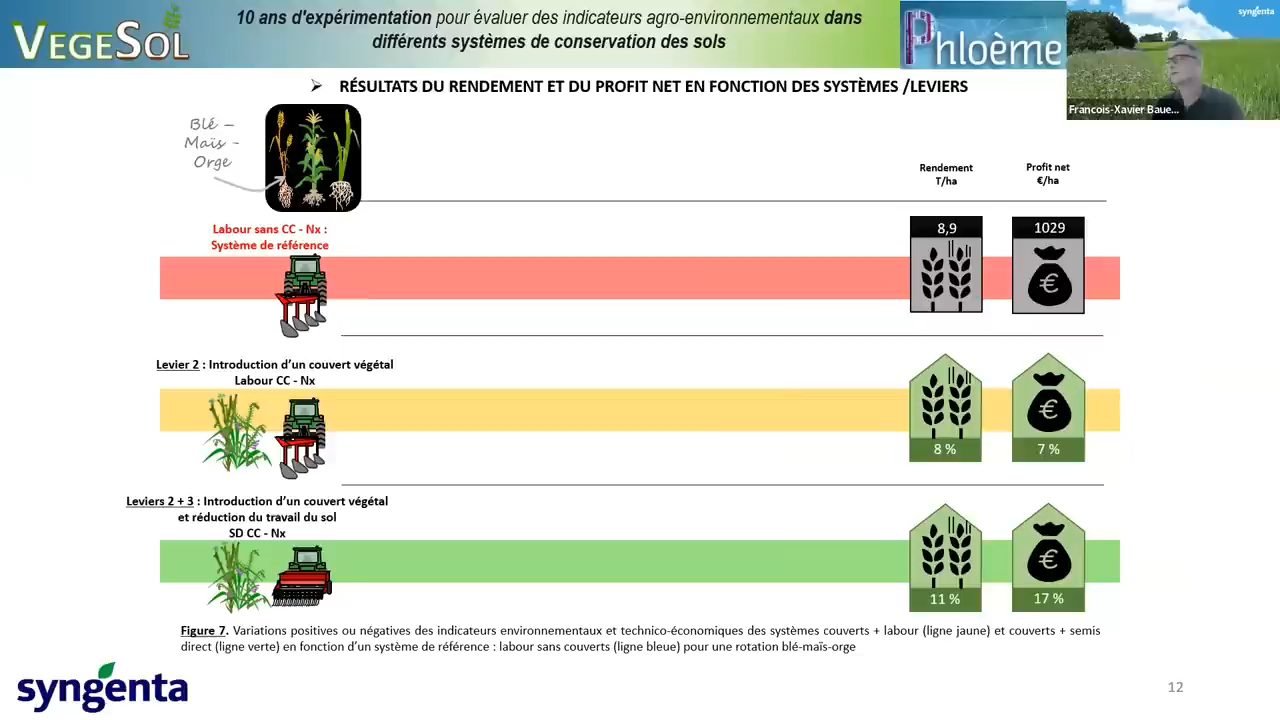 VEGESOL
10 ans d'expérimentation pour évaluer des indicateurs agro-environnementaux dans
différents systèmes de conservation des sols
Phloème
syngenta
Francois-Xavier Baue...
➢ RÉSULTATS DU RENDEMENT ET DU PROFIT NET EN FONCTION DES SYSTÈMES /LEVIERS
Blé –
Maïs -
Orge
Rendement
T/ha
Profit net
€/ha
Labour sans CC - Nx :
Système de référence
8,9
1029
€
Levier 2 : Introduction d'un couvert végétal
Labour CC - Nx
€
8 %
7 %
Leviers 2 + 3 : Introduction d'un couvert végétal
et réduction du travail du sol
SD CC - Nx
€
11 %
17 %
Figure 7. Variations positives ou négatives des indicateurs environnementaux et technico-économiques des systèmes couverts + labour (ligne jaune) et couverts + semis
direct (ligne verte) en fonction d'un système de référence : labour sans couverts (ligne bleue) pour une rotation blé-maïs-orge
syngenta
12